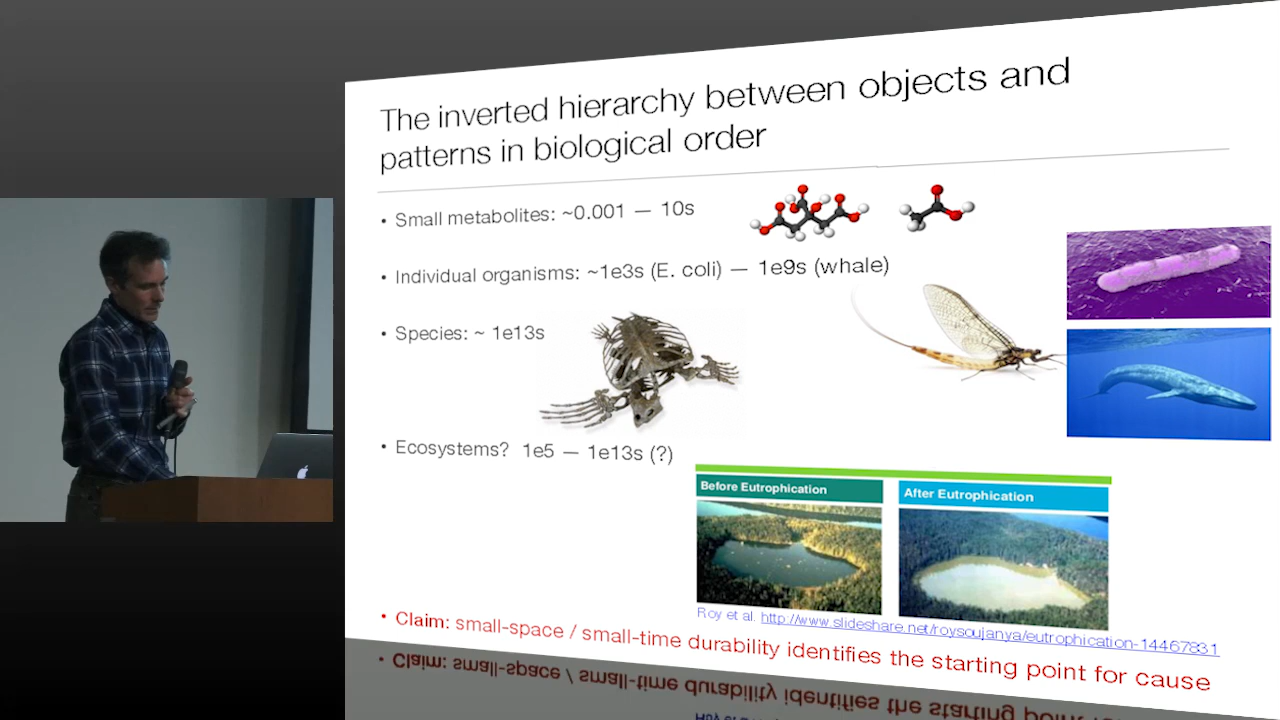 The inverted hierarchy between objects and
patterns in biological order
• Small metabolites: ~0.001 — 10s
• Individual organisms: ~1e3s (E. coli) — 1e9s (whale)
• Species: ~ 1e13s
• Ecosystems? 1e5 — 1e13s (?)
Before Eutrophication
After Eutrophication
Roy et al. http://www.slideshare.net/roysoujanya/eutrophication-14467831
• Claim: small-space / small-time durability identifies the starting point for cause